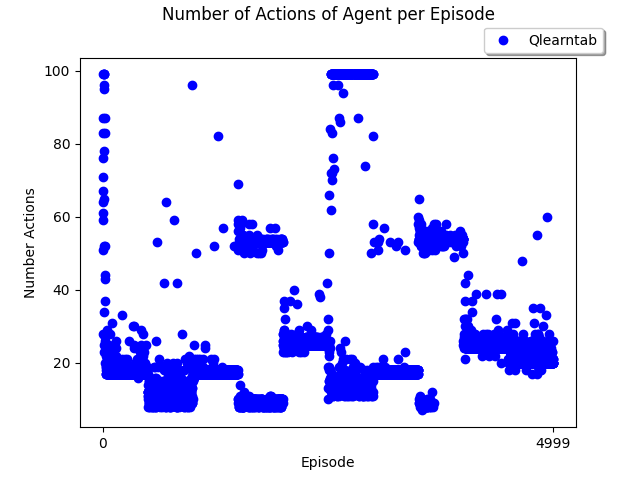 Number of Actions of Agent per Episode
Qlearntab
100
80
60
40
20
Number Actions
0
4999
Episode